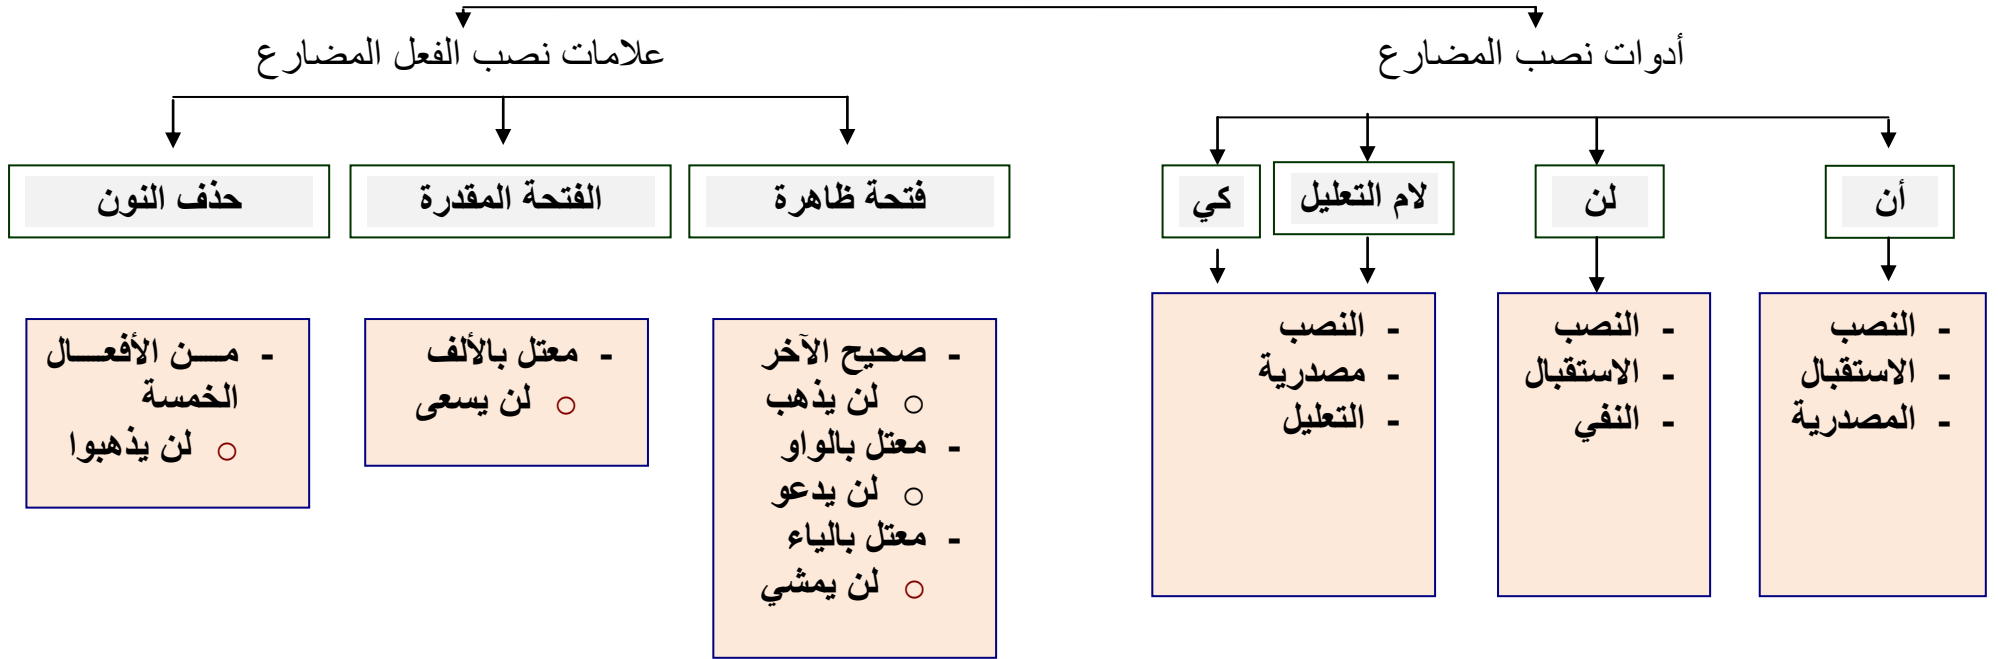 أدوات نصب المضارع
علامات نصب الفعل المضارع
أن
لن
لام التعليل
كي
فتحة ظاهرة
الفتحة المقدرة
حذف النون
- النصب
- الاستقبال
- المصدرية
- النصب
- الاستقبال
- النفي
- النصب
- مصدرية
- التعليل
- صحيح الآخر
○ لن يذهب
- معتل بالواو
○ لن يدعو
- معتل بالياء
○ لن يمشي
- معتل بالألف
○ لن يسعى
- مـــن الأفعـــال
الخمسة
○ لن يذهبوا